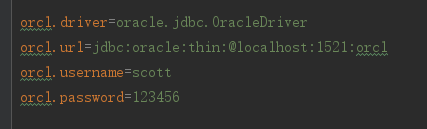 orcl.driver=oracle.jdbc.OracleDriver
orcl.url=jdbc:oracle:thin:@localhost:1521:orcl
orcl.username=scott
orcl.password=123456